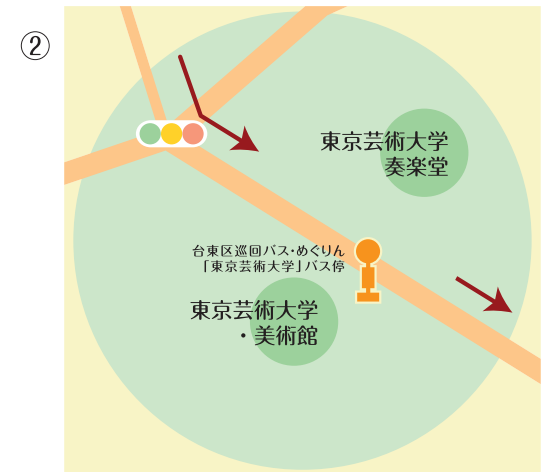 ②
東京芸術大学
奏楽堂
台東区巡回バス・めぐりん
「東京芸術大学」バス停
東京芸術大学
・美術館